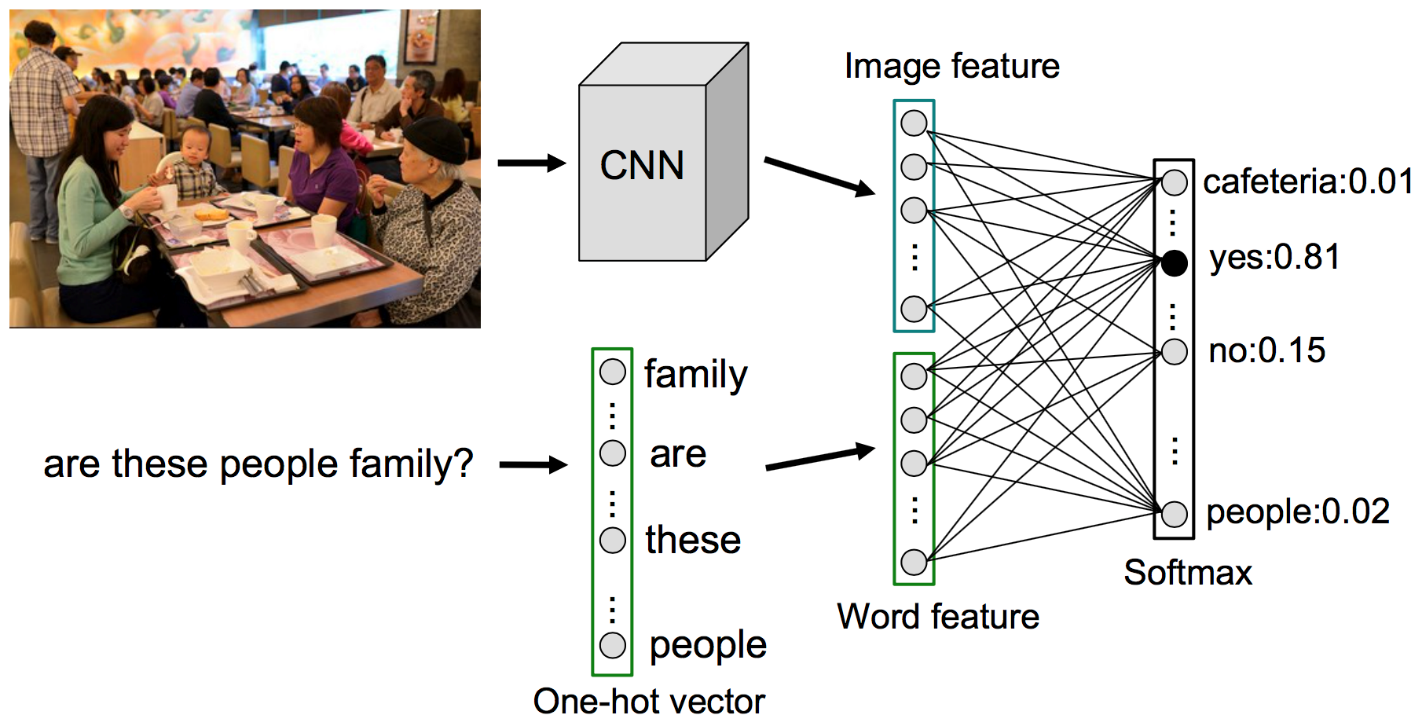 Image feature
CNN
cafeteria:0.01
yes:0.81
no:0.15
people:0.02
Softmax
are these people family?
family
are
these
people
One-hot vector
Word feature